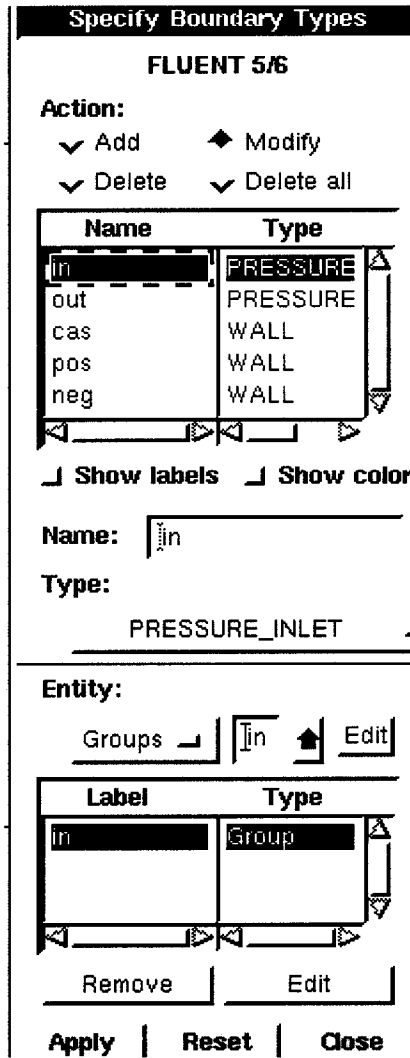 Specify Boundary Types
FLUENT 5/6
Action:
Add Modify
Delete Delete all
Name Type
in PRESSURE
out PRESSURE
cas WALL
pos WALL
neg WALL
Show labels Show color
Name: in
Type:
PRESSURE_INLET
Entity:
Groups in Edit
Label Type
in Group
Remove Edit
Apply Reset Close